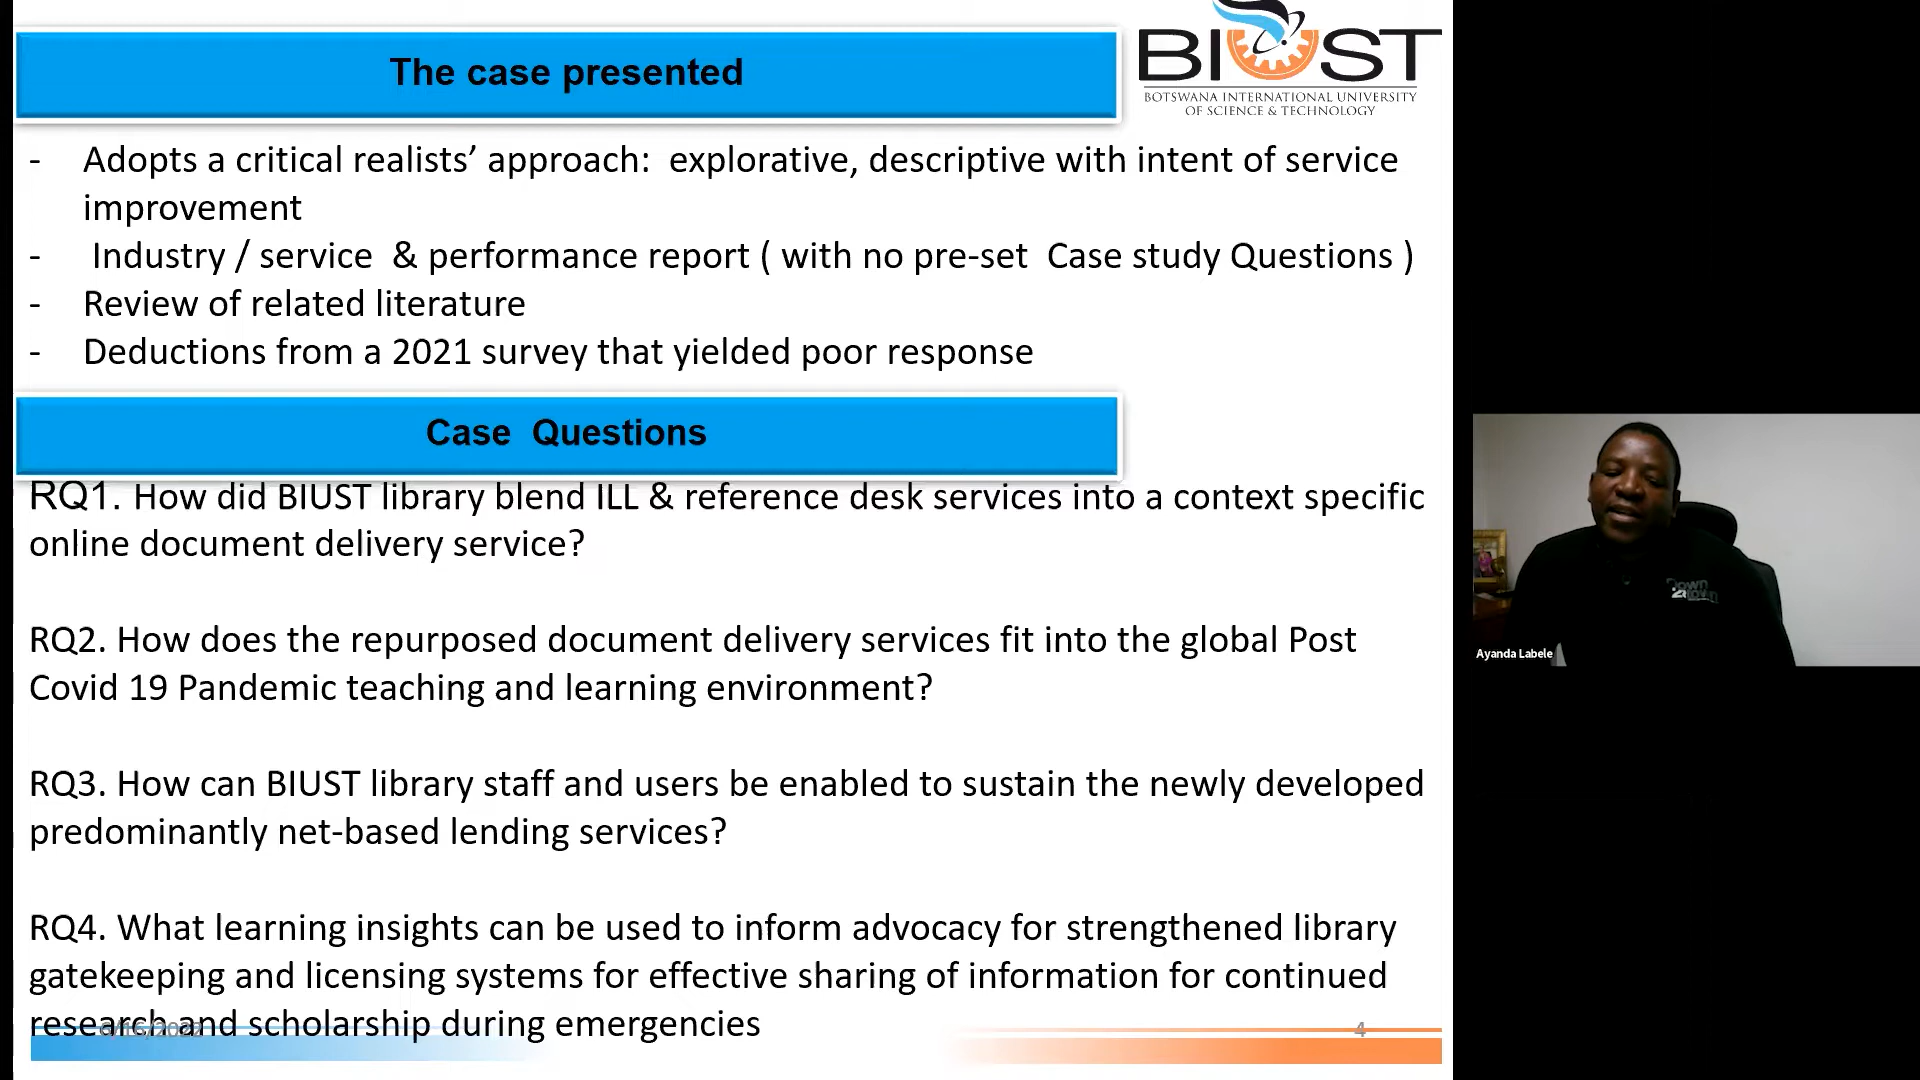 The case presented
BIUST
BOTSWANA INTERNATIONAL UNIVERSITY
OF SCIENCE & TECHNOLOGY
- Adopts a critical realists’ approach:  explorative, descriptive with intent of service
improvement
- Industry / service  & performance report ( with no pre-set  Case study Questions )
- Review of related literature
- Deductions from a 2021 survey that yielded poor response
Case  Questions
RQ1. How did BIUST library blend ILL & reference desk services into a context specific
online document delivery service?
RQ2. How does the repurposed document delivery services fit into the global Post
Covid 19 Pandemic teaching and learning environment?
RQ3. How can BIUST library staff and users be enabled to sustain the newly developed
predominantly net-based lending services?
RQ4. What learning insights can be used to inform advocacy for strengthened library
gatekeeping and licensing systems for effective sharing of information for continued
research and scholarship during emergencies
4
Ayanda Labele